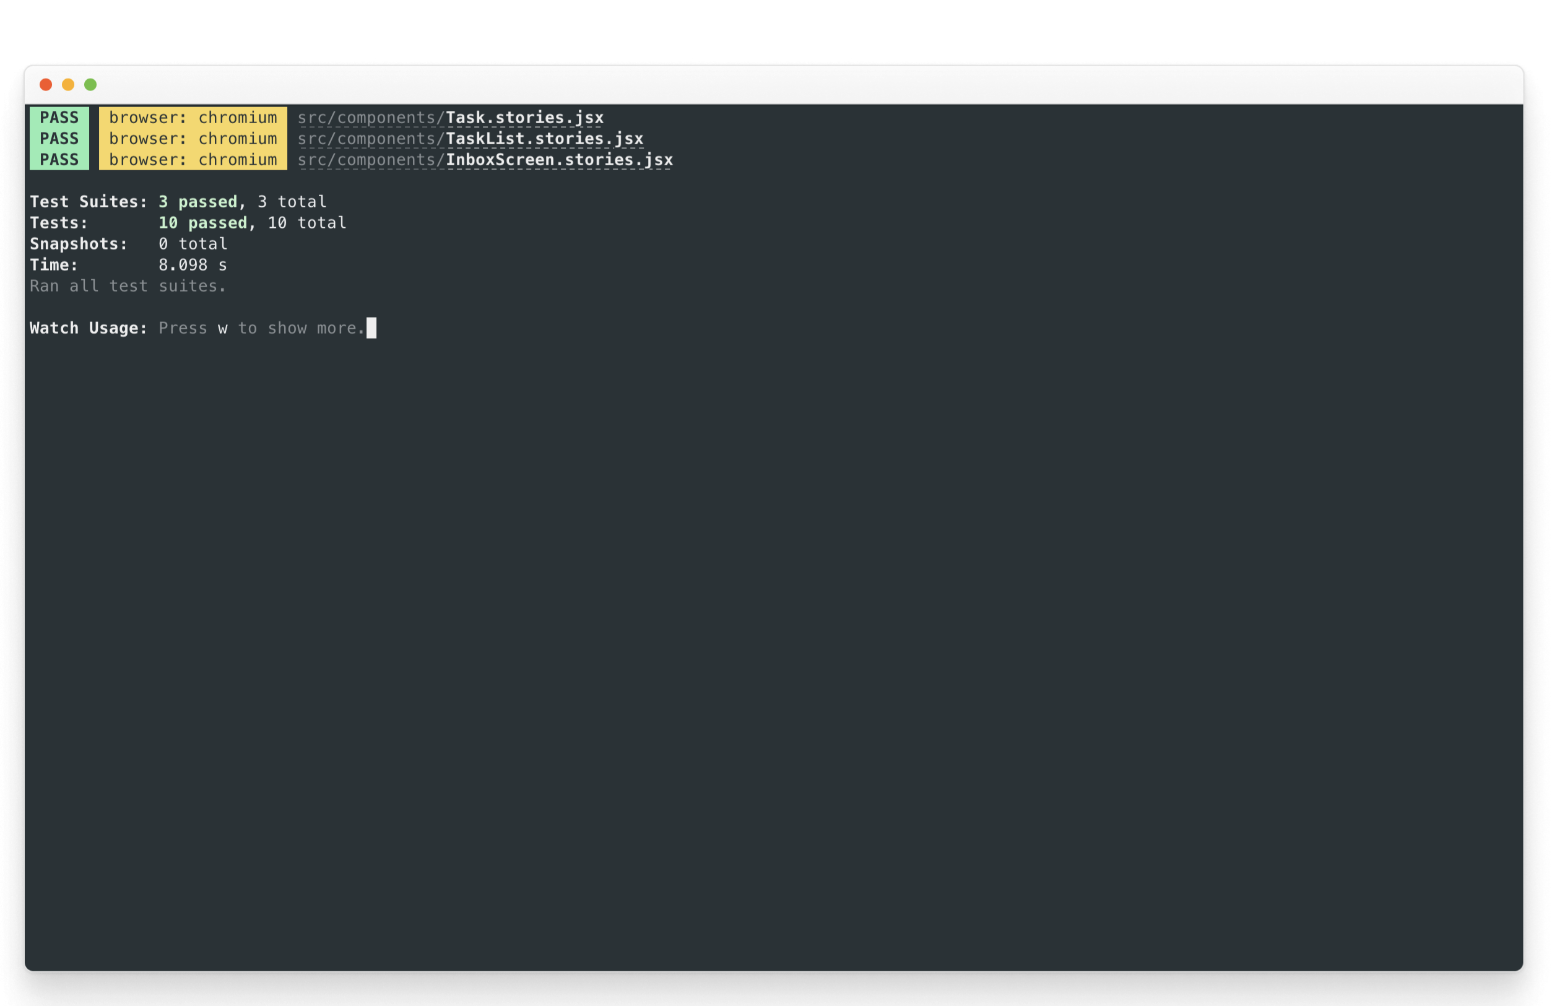 PASS browser: chromium src/components/Task.stories.jsx
PASS browser: chromium src/components/TaskList.stories.jsx
PASS browser: chromium src/components/InboxScreen.stories.jsx
Test Suites: 3 passed, 3 total
Tests: 10 passed, 10 total
Snapshots: 0 total
Time: 8.098 s
Ran all test suites.
Watch Usage: Press w to show more.